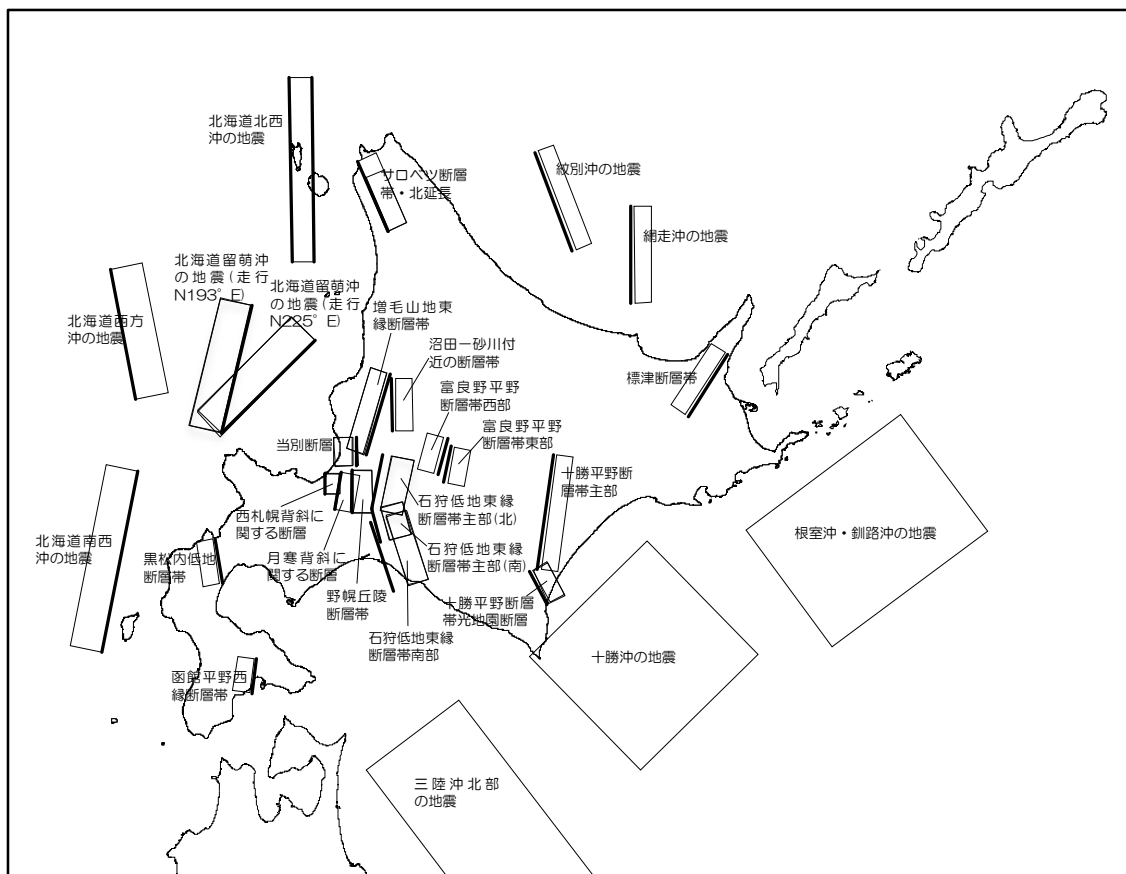 北海道北西
沖の地震
サロベツ断層
帯・北延長
紋別沖の地震
網走沖の地震
北海道留萌沖
の地震(走行
N193°E)
北海道留萌沖
の地震(走行
N225°E)
北海道西方
沖の地震
増毛山地東
縁断層帯
沼田－砂川付
近の断層帯
富良野平野
断層帯西部
富良野平野
断層帯東部
標津断層帯
当別断層
十勝平野断
層帯主部
石狩低地東縁
断層帯主部(北)
西札幌背斜に
関する断層
北海道南西
沖の地震
黒松内低地
断層帯
月寒背斜に
関する断層
石狩低地東縁
断層帯主部(南)
根室沖・釧路沖の地震
野幌丘陵
断層帯
十勝平野断層
帯光地園断層
石狩低地東縁
断層帯南部
十勝沖の地震
函館平野西
縁断層帯
三陸沖北部
の地震